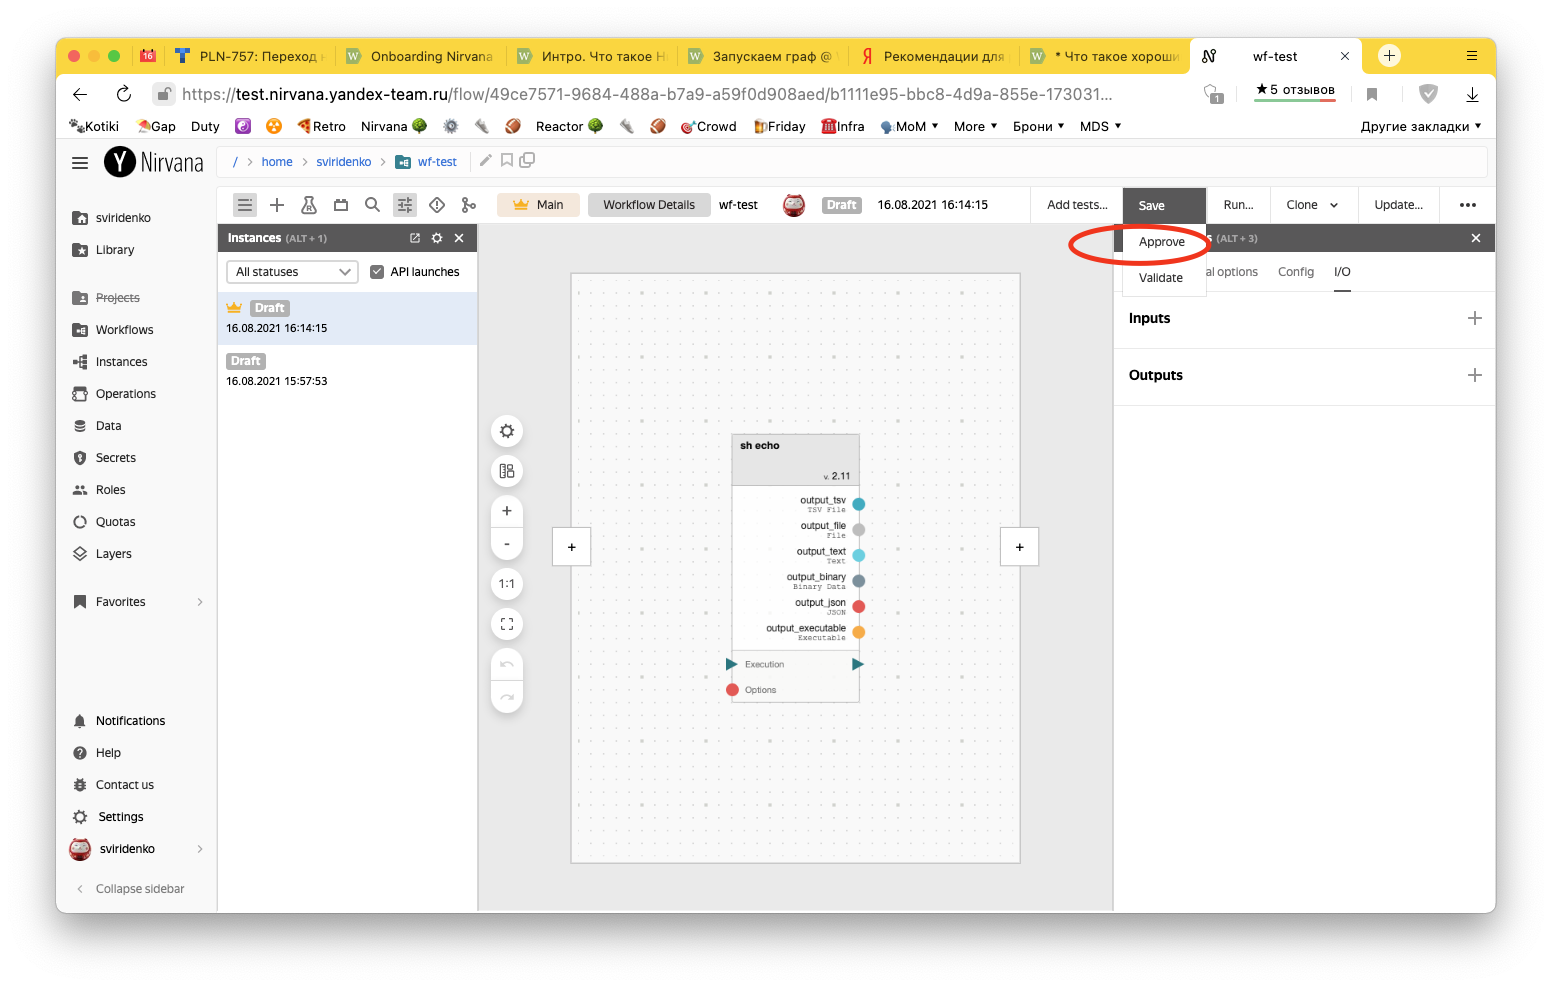 16
PLN-757: Переход н
Onboarding Nirvana
Интро. Что такое Н
Запускаем граф @
Рекомендации для
* Что такое хороши
wf-test
https://test.nirvana.yandex-team.ru/flow/49ce7571-9684-488a-b7a9-a59f0d908aed/b1111e95-bbc8-4d9a-855e-173031...
1
★5 отзывов
Kotiki
Gap
Duty
Retro
Nirvana
Reactor
Crowd
Friday
Infra
MoM
More
Брони
MDS
Другие закладки
Y Nirvana
/ > home > sviridenko > wf-test
Main
Workflow Details
wf-test
Draft
16.08.2021 16:14:15
Add tests...
Save
Run...
Clone
Update...
Approve
Validate
sviridenko
Library
Projects
Workflows
Instances
Operations
Data
Secrets
Roles
Quotas
Layers
Favorites
Notifications
Help
Contact us
Settings
sviridenko
Collapse sidebar
Instances (ALT + 1)
All statuses
API launches
Draft
16.08.2021 16:14:15
Draft
16.08.2021 15:57:53
+
-
1:1
+
sh echo
v. 2.11
output_tsv
TSV File
output_file
File
output_text
Text
output_binary
Binary Data
output_json
JSON
output_executable
Executable
Execution
Options
+
s (ALT + 3)
al options
Config
I/O
Inputs
Outputs